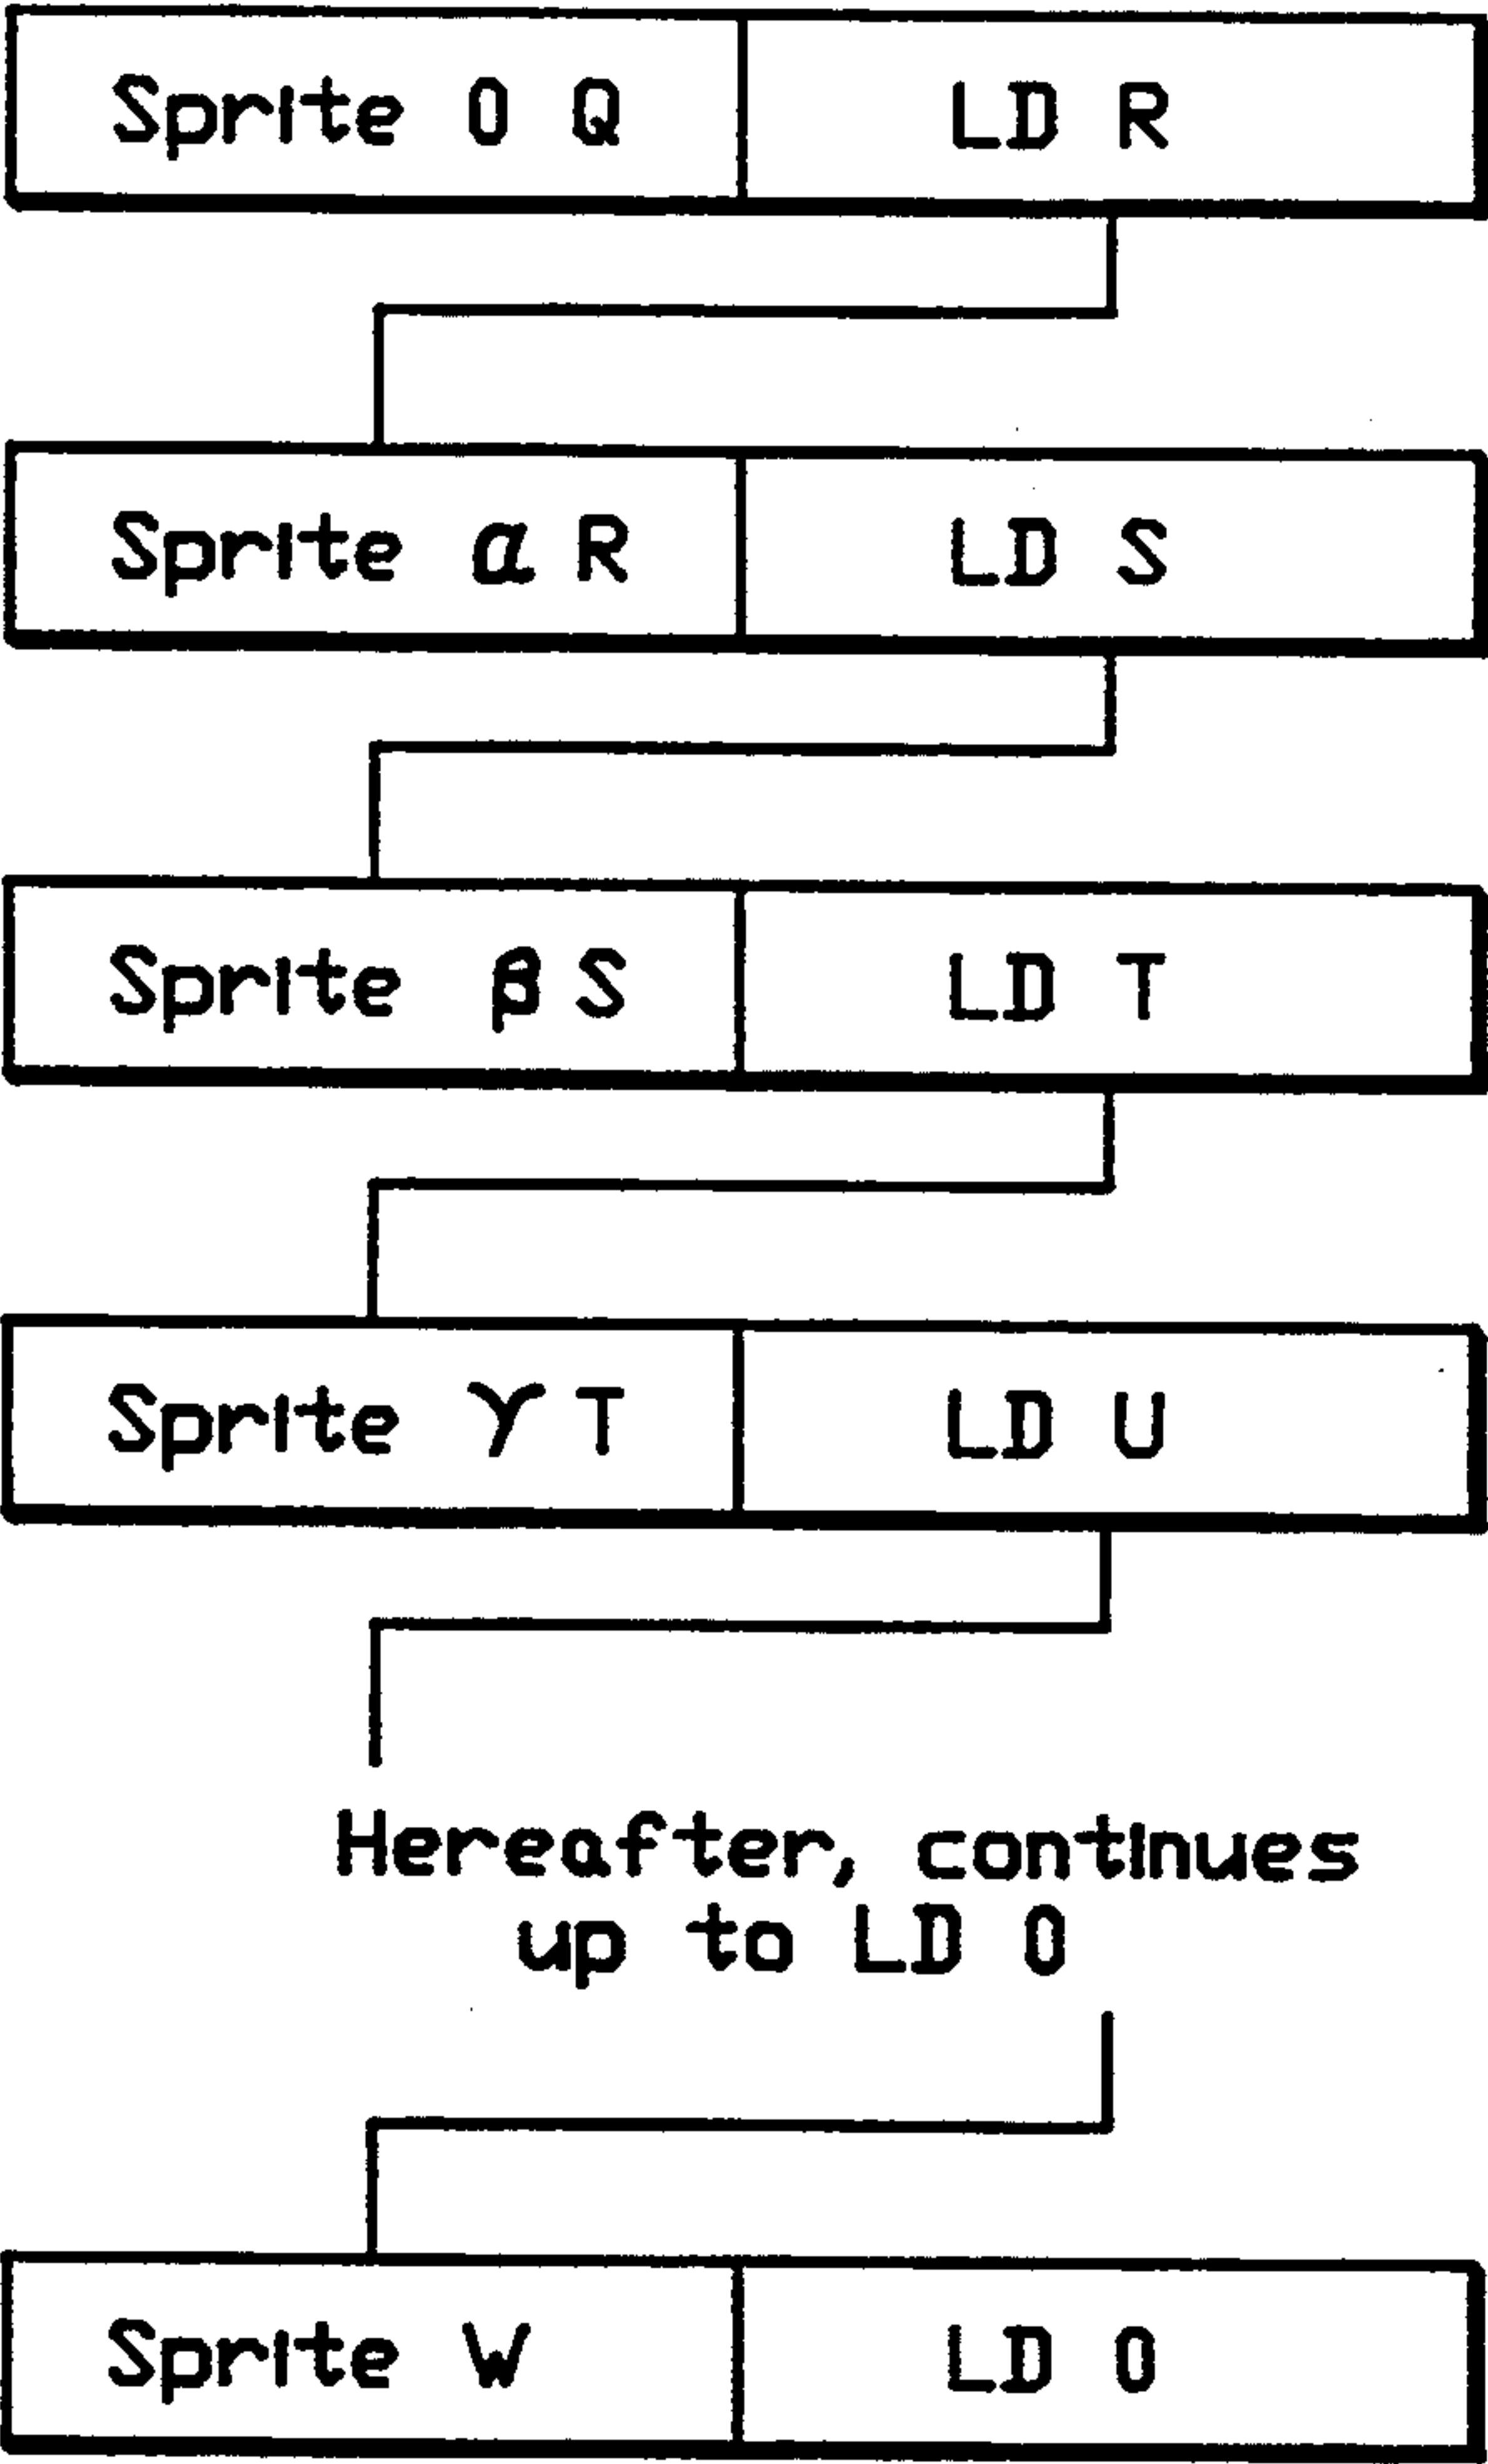 Sprite 0 Q LD R
Sprite α R LD S
Sprite β S LD T
Sprite γ T LD U
Hereafter, continues
up to LD 0
Sprite W LD 0